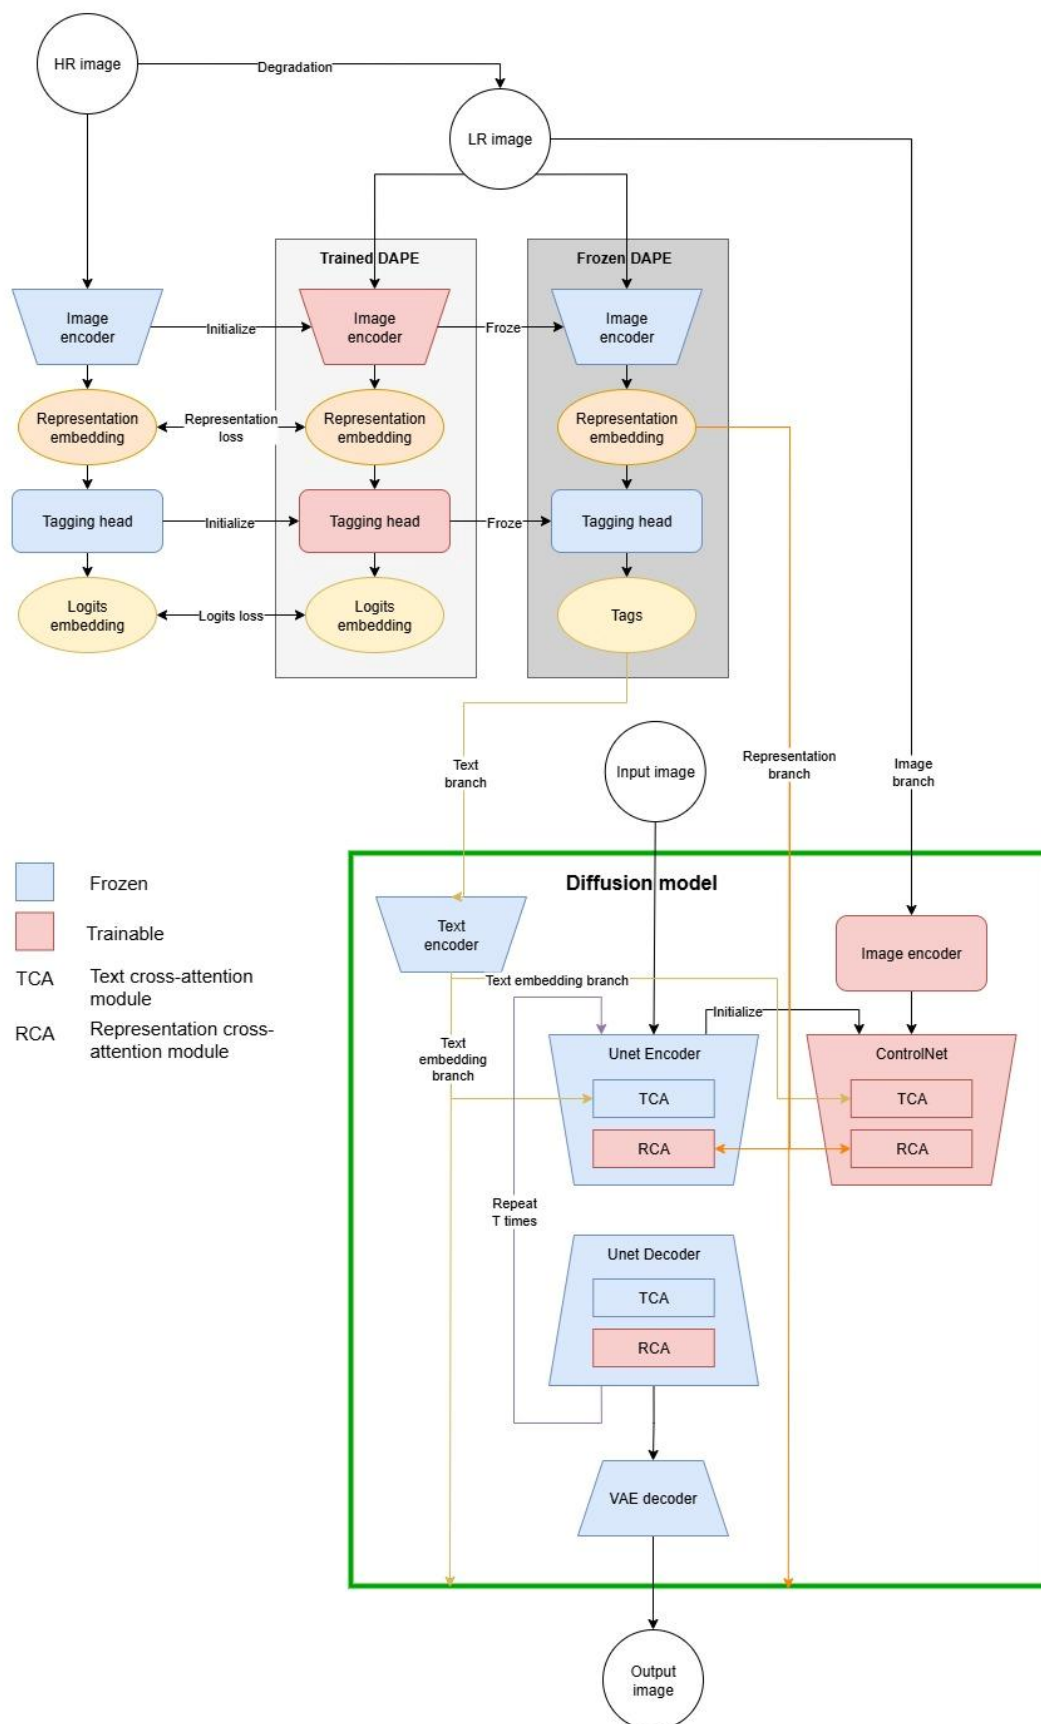 HR image
Degradation
LR image
Trained DAPE
Frozen DAPE
Image
encoder
Initialize
Image
encoder
Froze
Image
encoder
Representation
embedding
Representation
loss
Representation
embedding
Representation
embedding
Tagging head
Initialize
Tagging head
Froze
Tagging head
Logits
embedding
Logits loss
Logits
embedding
Tags
Text
branch
Input image
Representation
branch
Image
branch
Frozen
Trainable
TCA
Text cross-attention
module
RCA
Representation cross-
attention module
Diffusion model
Text
encoder
Image encoder
Text embedding branch
Initialize
Text
embedding
branch
Unet Encoder
TCA
RCA
ControlNet
TCA
RCA
Repeat
T times
Unet Decoder
TCA
RCA
VAE decoder
Output
image